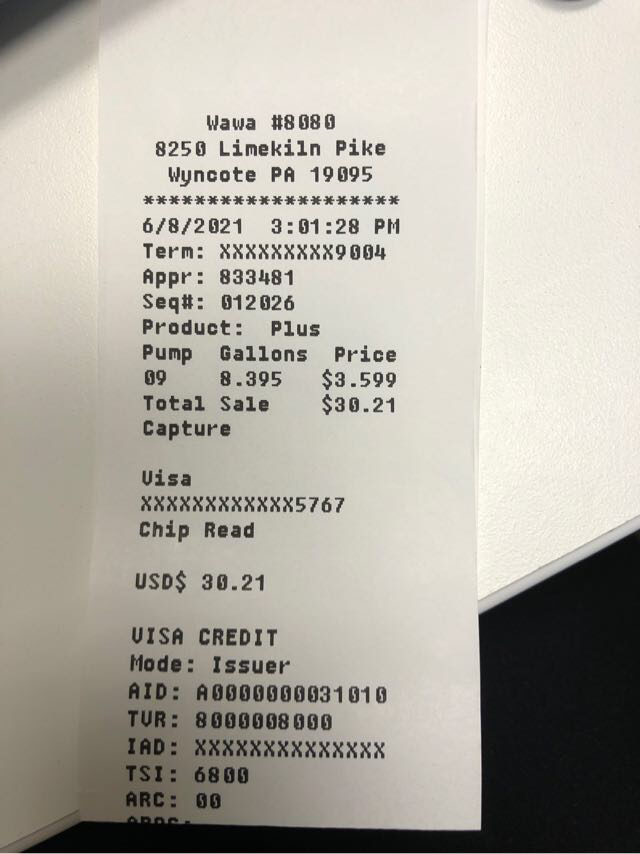 Wawa #8080
8250 Limekiln Pike
Wyncote PA 19095
********************
6/8/2021 3:01:28 PM
Term: XXXXXXXXX9004
Appr: 833481
Seq#: 012026
Product: Plus
Pump Gallons Price
09 8.395 $3.599
Total Sale $30.21
Capture
Visa
XXXXXXXXXXXX5767
Chip Read
USD$ 30.21
VISA CREDIT
Mode: Issuer
AID: A0000000031010
TVR: 8000008000
IAD: XXXXXXXXXXXXXX
TSI: 6800
ARC: 00